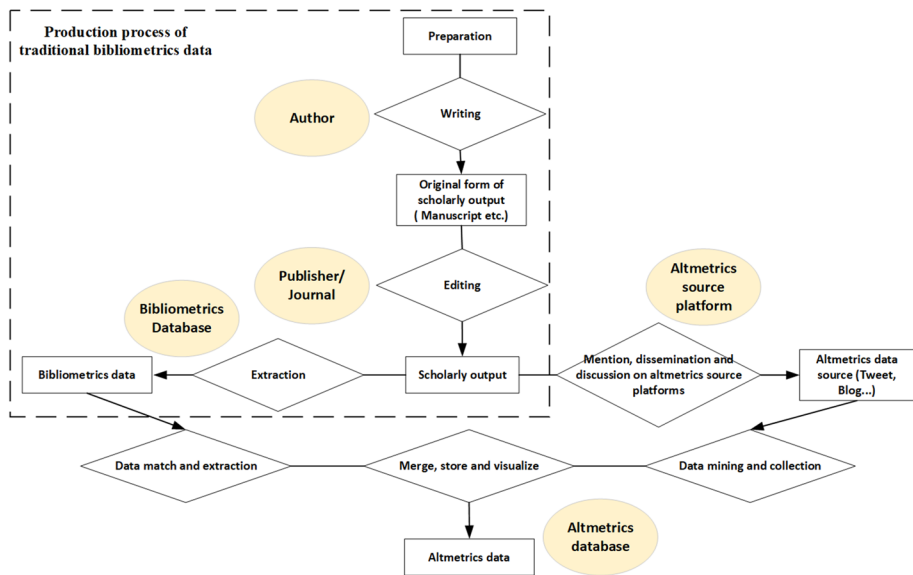 Production process of
traditional bibliometrics data
Preparation
Author
Writing
Original form of
scholarly output
( Manuscript etc.)
Publisher/
Journal
Editing
Altmetrics
source
platform
Bibliometrics
Database
Bibliometrics data
Extraction
Scholarly output
Mention, dissemination and
discussion on altmetrics source
platforms
Altmetrics data
source (Tweet,
Blog...)
Data match and extraction
Merge, store and visualize
Data mining and collection
Altmetrics
database
Altmetrics data